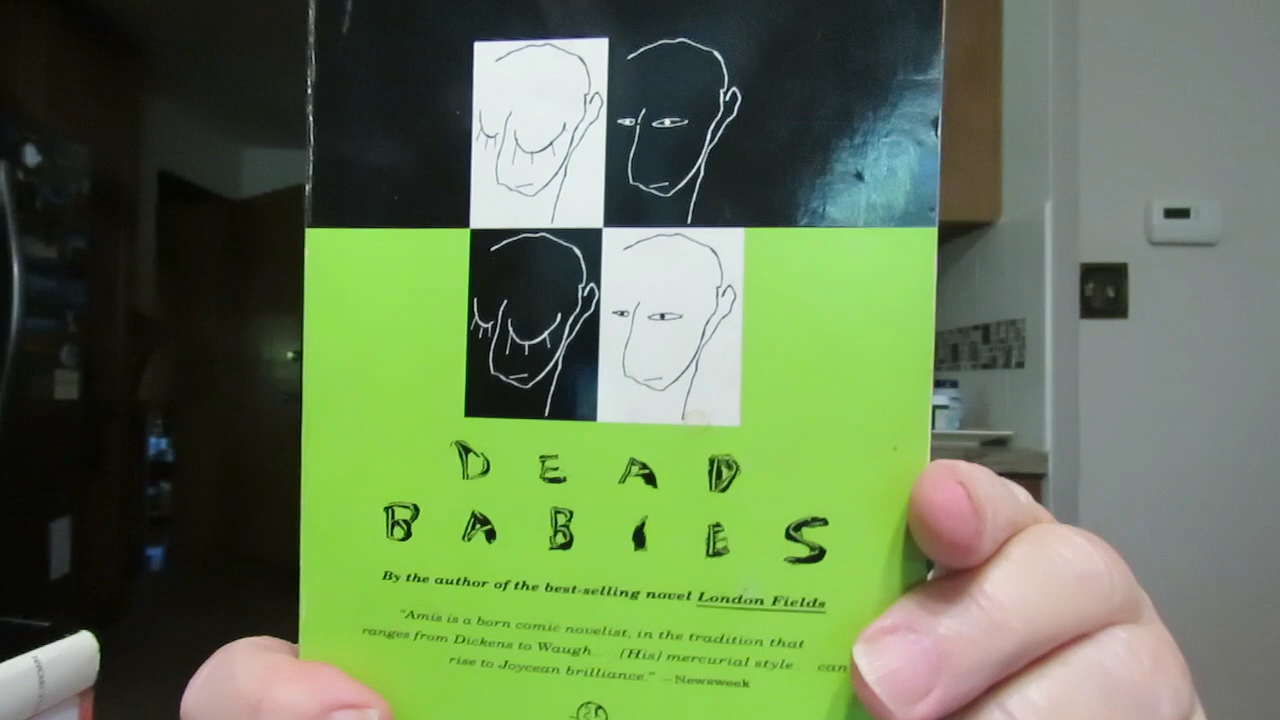 DEAD
BABIES
By the author of the best-selling novel London Fields
"Amis is a born comic novelist, in the tradition that
ranges from Dickens to Waugh... [His] mercurial style... can
rise to Joycean brilliance." —Newsweek